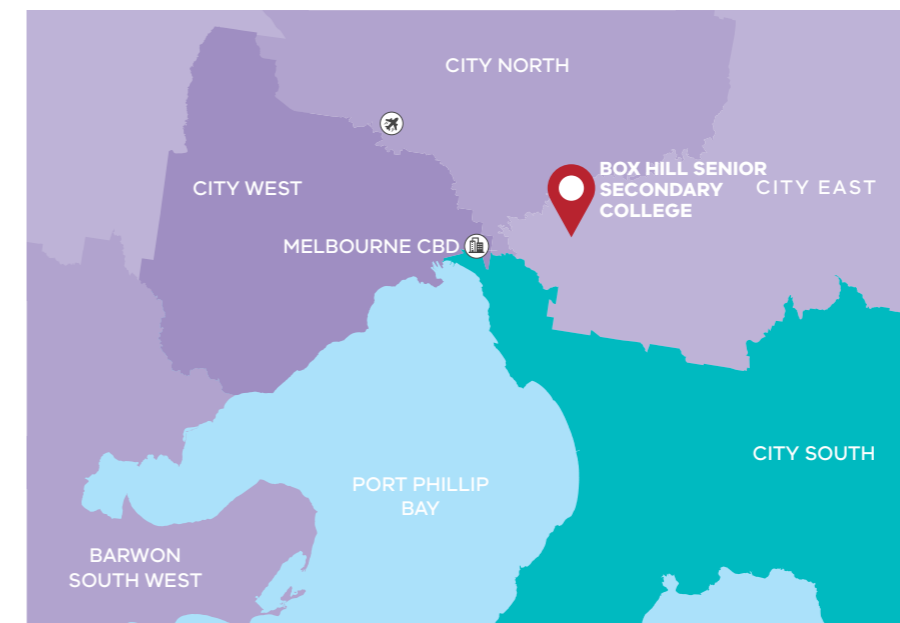 CITY NORTH
BOX HILL SENIOR
SECONDARY
COLLEGE
CITY EAST
CITY WEST
MELBOURNE CBD
CITY SOUTH
PORT PHILLIP
BAY
BARWON
SOUTH WEST